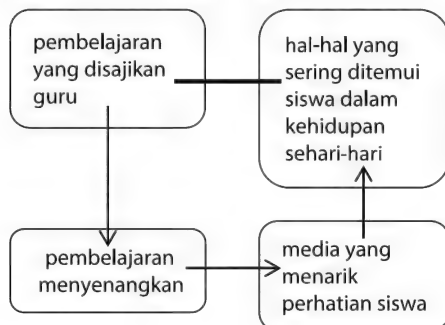 pembelajaran
yang disajikan
guru
hal-hal yang
sering ditemui
siswa dalam
kehidupan
sehari-hari
pembelajaran
menyenangkan
media yang
menarik
perhatian siswa